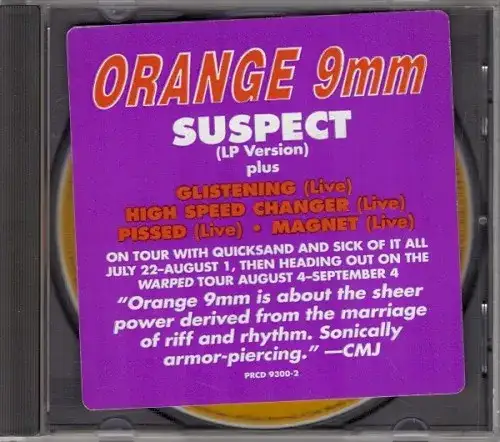 ORANGE 9mm
SUSPECT
(LP Version)
plus
GLISTENING (Live)
HIGH SPEED CHANGER (Live)
PISSED (Live) • MAGNET (Live)
ON TOUR WITH QUICKSAND AND SICK OF IT ALL
JULY 22–AUGUST 1, THEN HEADING OUT ON THE
WARPED TOUR AUGUST 4–SEPTEMBER 4
“Orange 9mm is about the sheer
power derived from the marriage
of riff and rhythm. Sonically
armor-piercing.” —CMJ
PRCD 9300-2